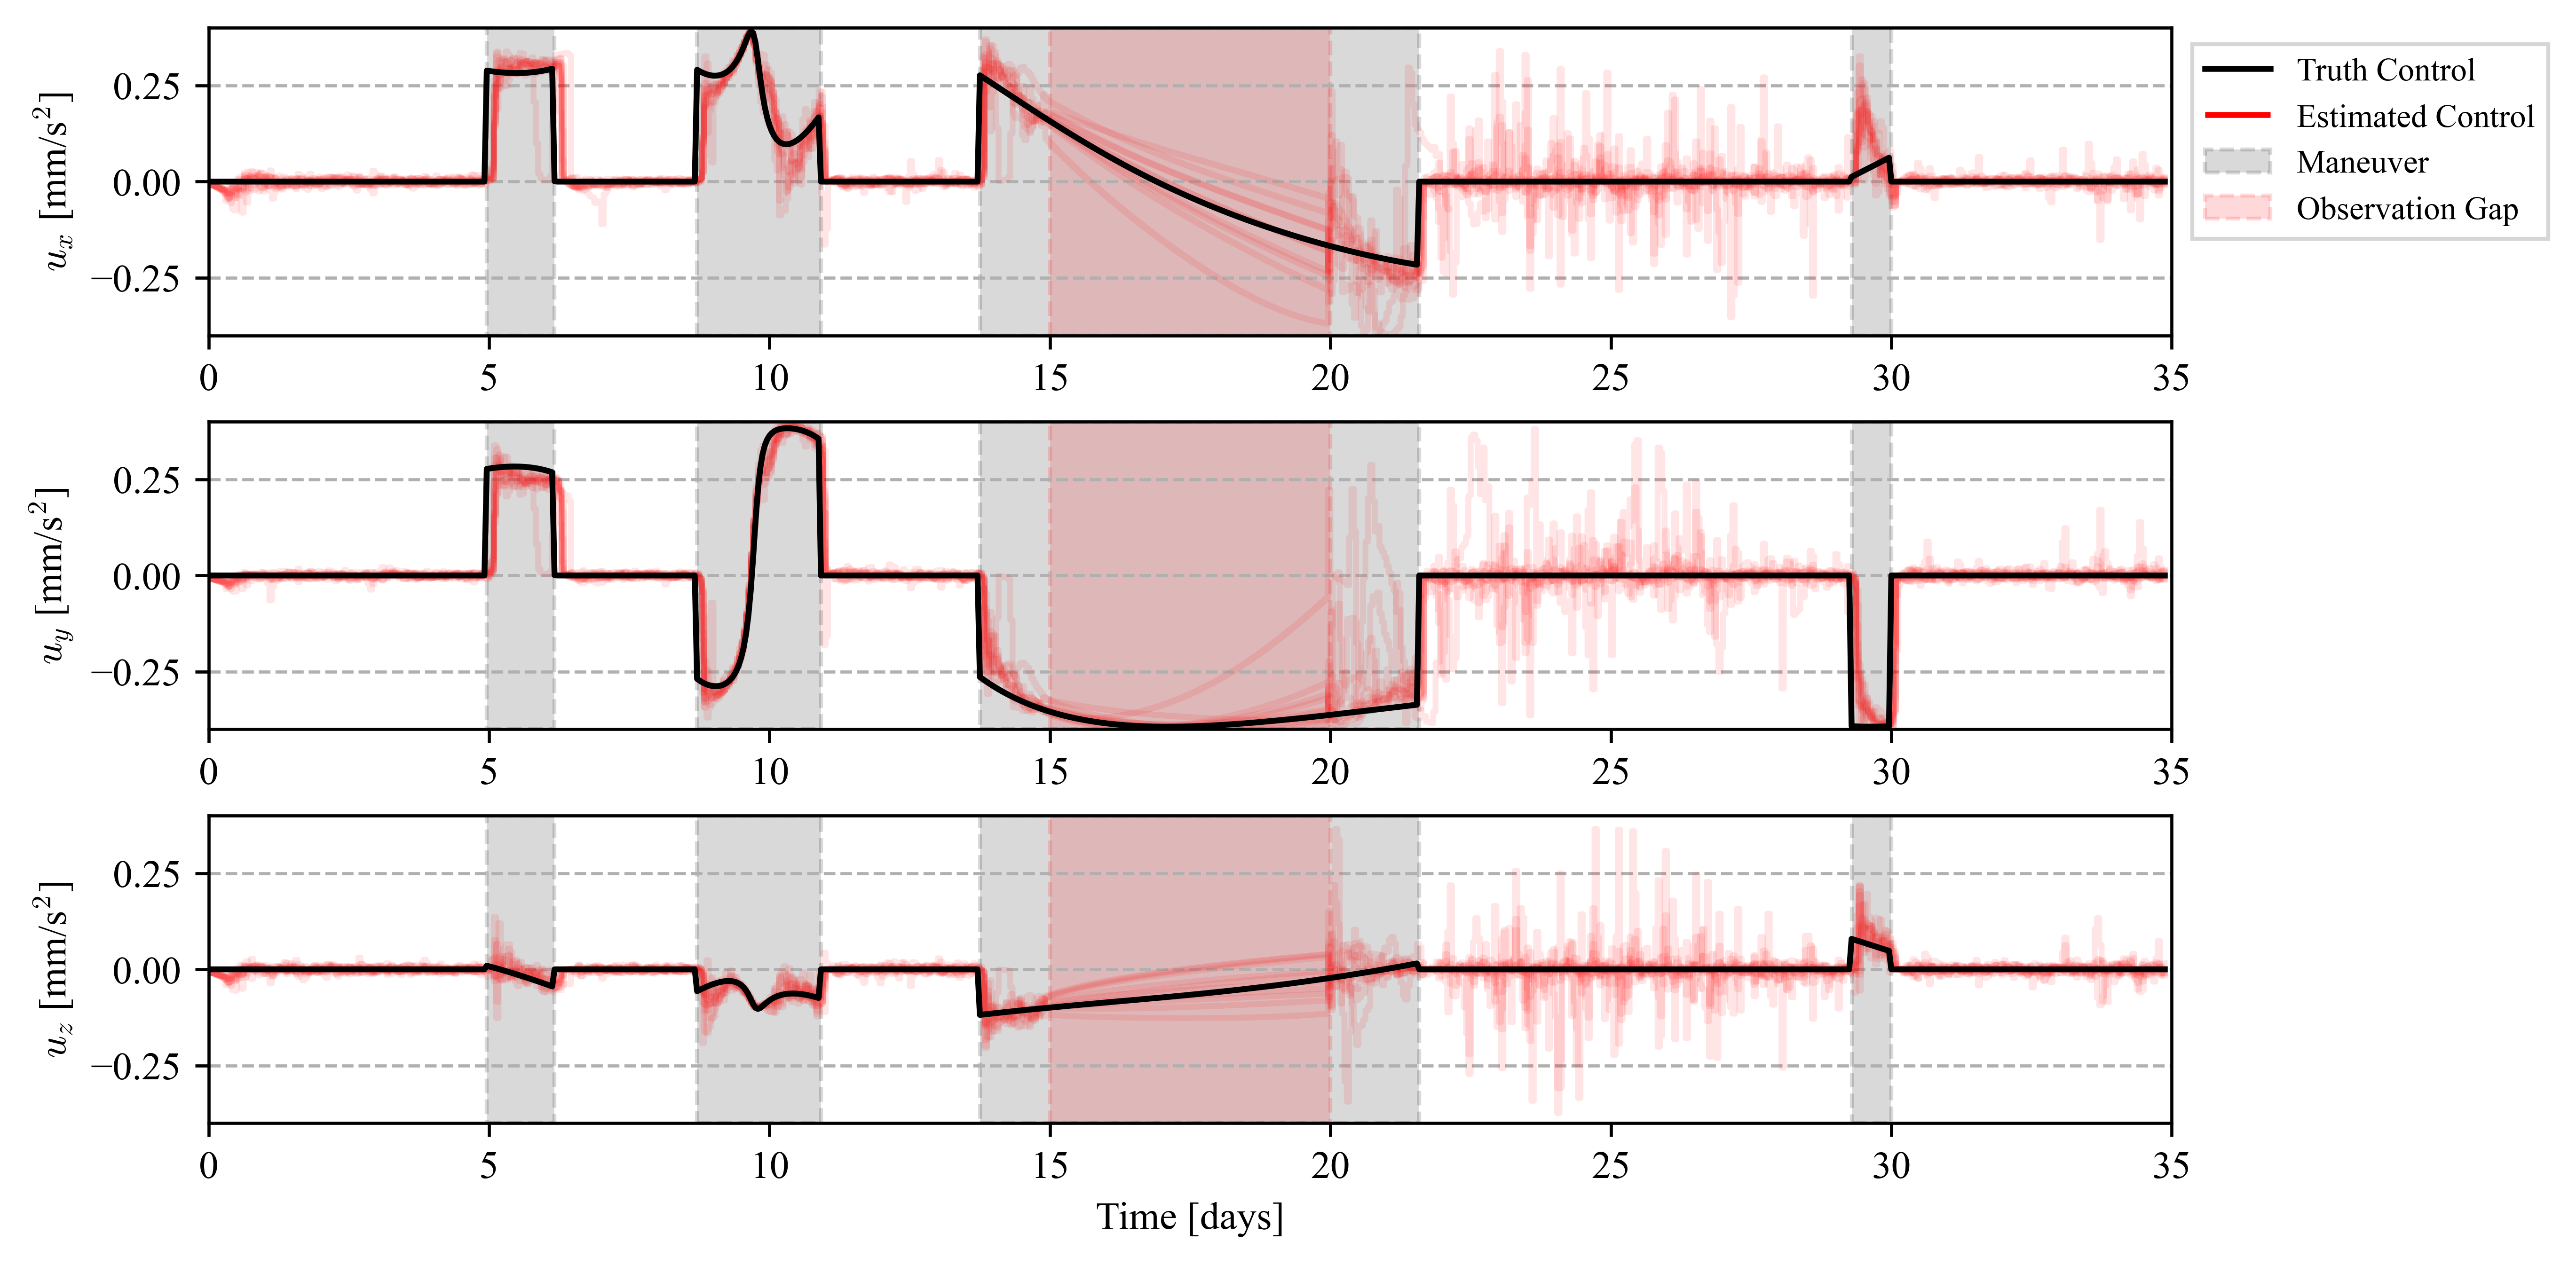 0.25
0.00
−0.25
u_x [mm/s²]
0 5 10 15 20 25 30 35
Truth Control
Estimated Control
Maneuver
Observation Gap
0.25
0.00
−0.25
u_y [mm/s²]
0 5 10 15 20 25 30 35
0.25
0.00
−0.25
u_z [mm/s²]
0 5 10 15 20 25 30 35
Time [days]